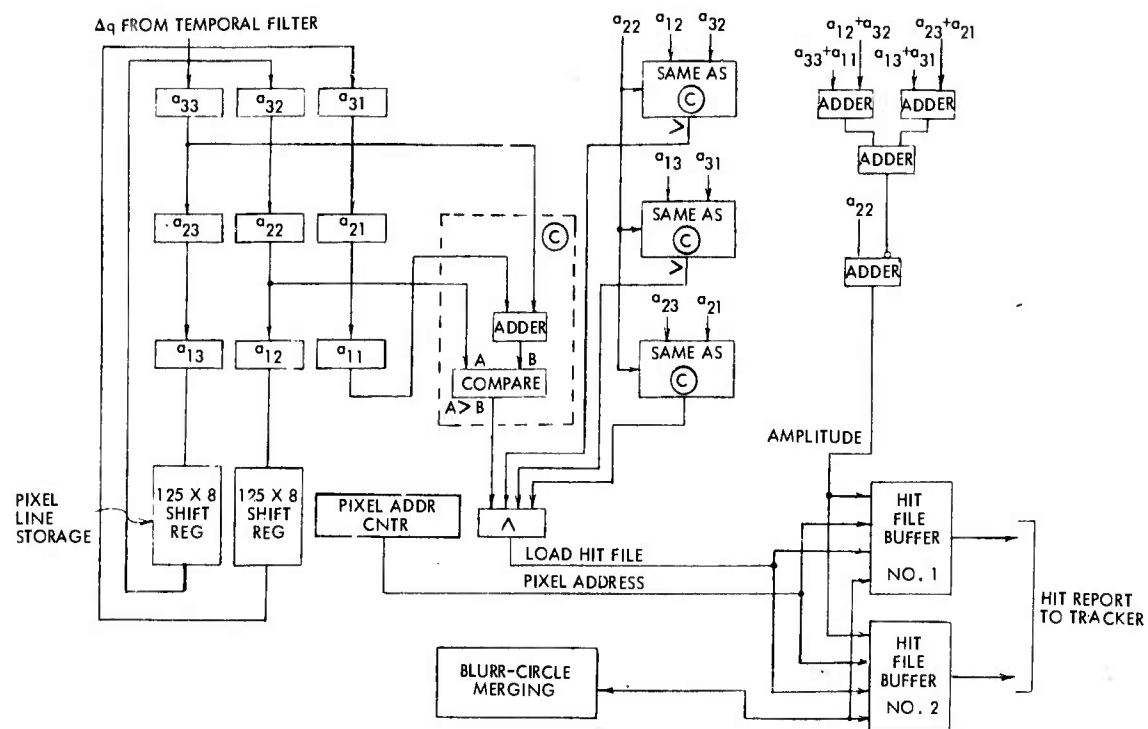 Δq FROM TEMPORAL FILTER
a33 a32 a31
a23 a22 a21
a13 a12 a11
PIXEL
LINE
STORAGE
125 X 8
SHIFT
REG
125 X 8
SHIFT
REG
C
ADDER
A B
COMPARE
A > B
a22 a12 a32
SAME AS
C
>
a13 a31
SAME AS
C
>
a23 a21
SAME AS
C
a12+a32
a33+a11
a23+a21
a13+a31
ADDER
ADDER
ADDER
a22
ADDER
AMPLITUDE
PIXEL ADDR
CNTR
∧
LOAD HIT FILE
PIXEL ADDRESS
HIT
FILE
BUFFER
NO. 1
HIT
FILE
BUFFER
NO. 2
HIT REPORT
TO TRACKER
BLURR-CIRCLE
MERGING